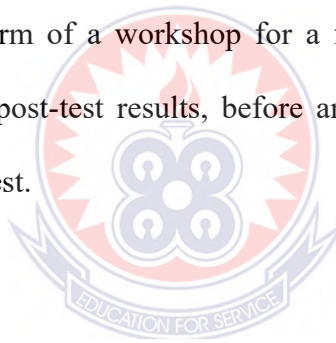 rm of a workshop for a
post-test results, before an
est.
EDUCATION FOR SERVICE